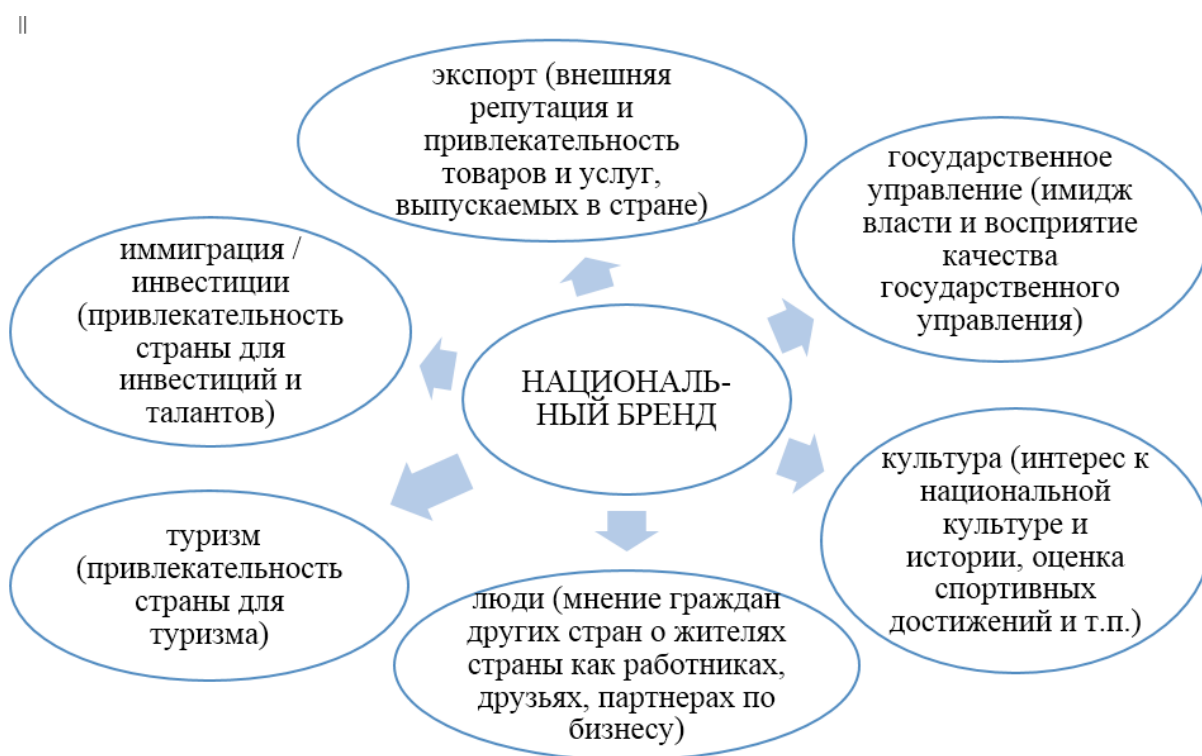 ||
экспорт (внешняя
репутация и
привлекательность
товаров и услуг,
выпускаемых в стране)
государственное
управление (имидж
власти и восприятие
качества
государственного
управления)
иммиграция /
инвестиции
(привлекательность
страны для
инвестиций и
талантов)
НАЦИОНАЛЬ-
НЫЙ БРЕНД
культура (интерес к
национальной
культуре и
истории, оценка
спортивных
достижений и т.п.)
туризм
(привлекательность
страны для
туризма)
люди (мнение граждан
других стран о жителях
страны как работниках,
друзьях, партнерах по
бизнесу)